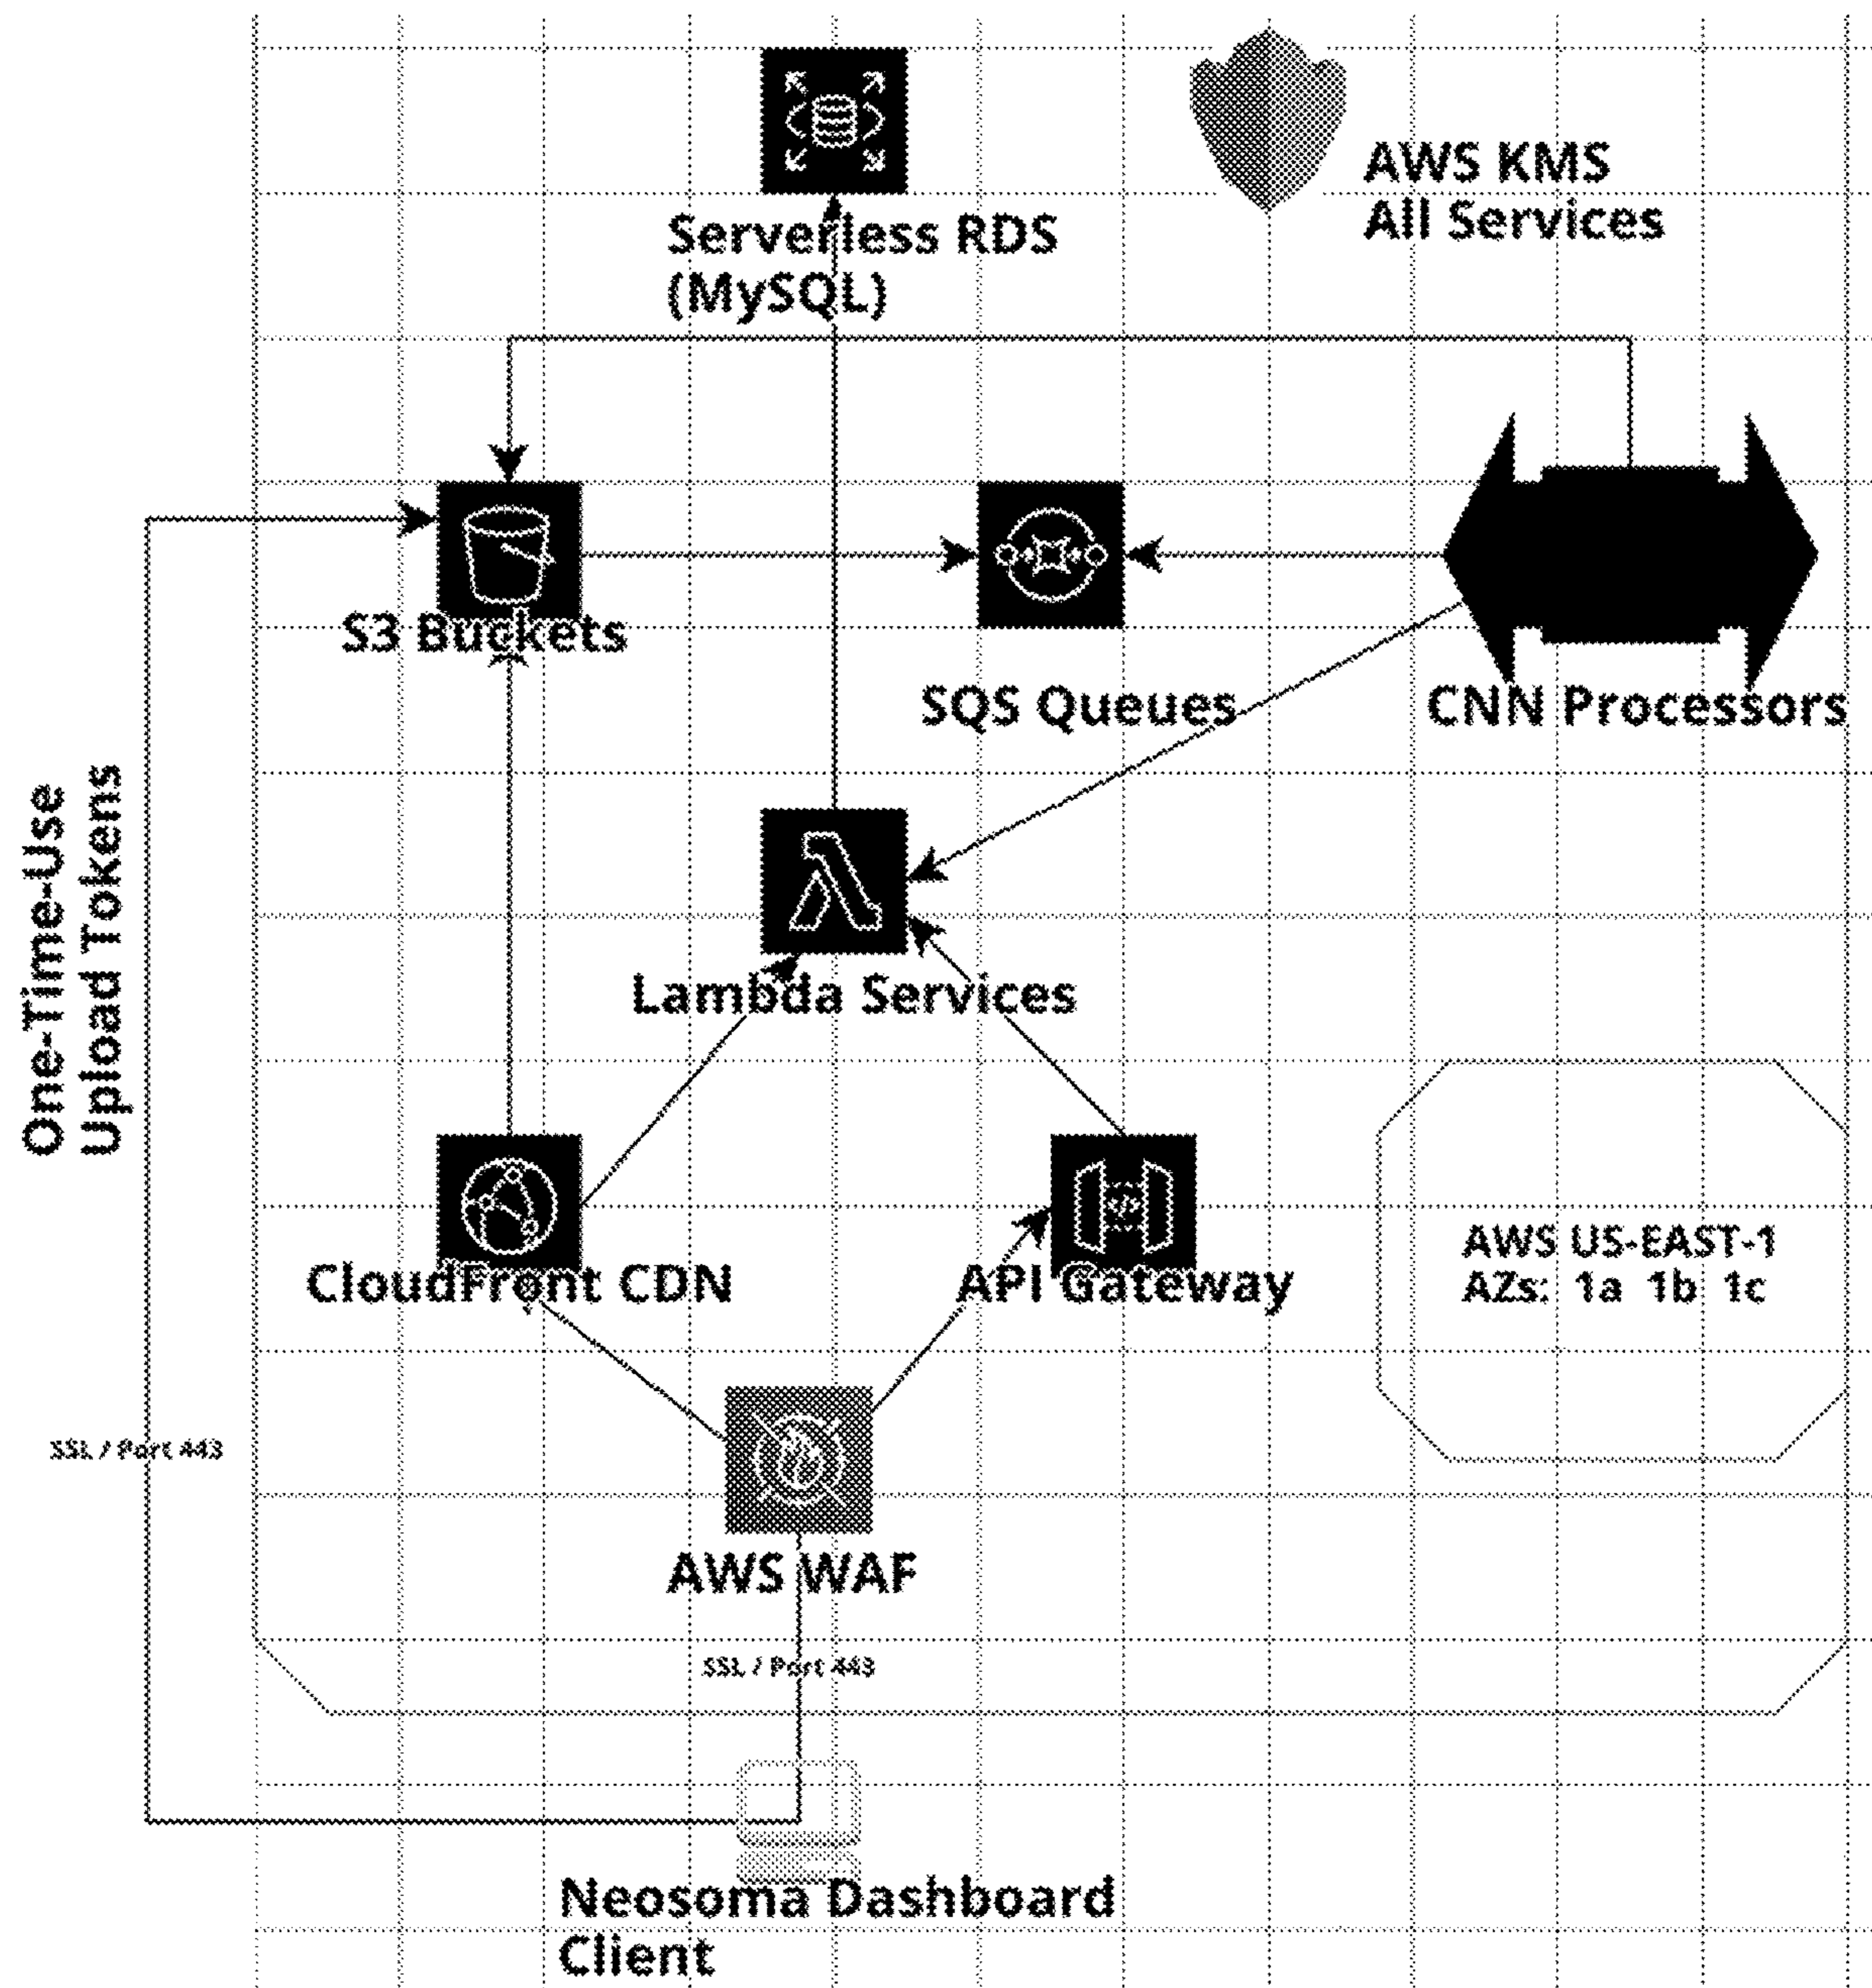 AWS KMS
All Services
Serverless RDS
(MySQL)
S3 Buckets
SQS Queues
CNN Processors
One-Time-Use
Upload Tokens
Lambda Services
CloudFront CDN
API Gateway
AWS US-EAST-1
AZs: 1a 1b 1c
SSL / Port 443
AWS WAF
SSL / Port 443
Neosoma Dashboard
Client